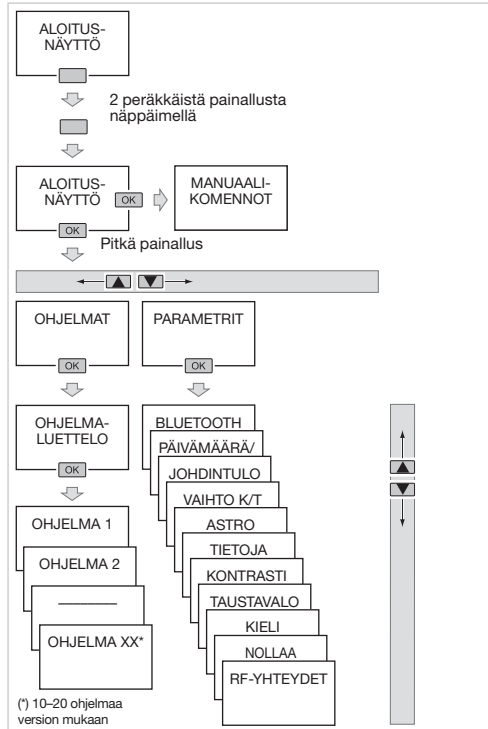 ALOITUS-
NÄYTTÖ
2 peräkkäistä painallusta
näppäimellä
ALOITUS-
NÄYTTÖ
OK
OK
MANUAALI-
KOMENNOT
Pitkä painallus
OHJELMAT
OK
PARAMETRIT
OK
OHJELMA-
LUETTELO
OK
OHJELMA 1
OHJELMA 2
OHJELMA XX*
(*) 10–20 ohjelmaa
version mukaan
BLUETOOTH
PÄIVÄMÄÄRÄ/
JOHDINTULO
VAIHTO K/T
ASTRO
TIETOJA
KONTRASTI
TAUSTAVALO
KIELI
NOLLAA
RF-YHTEYDET